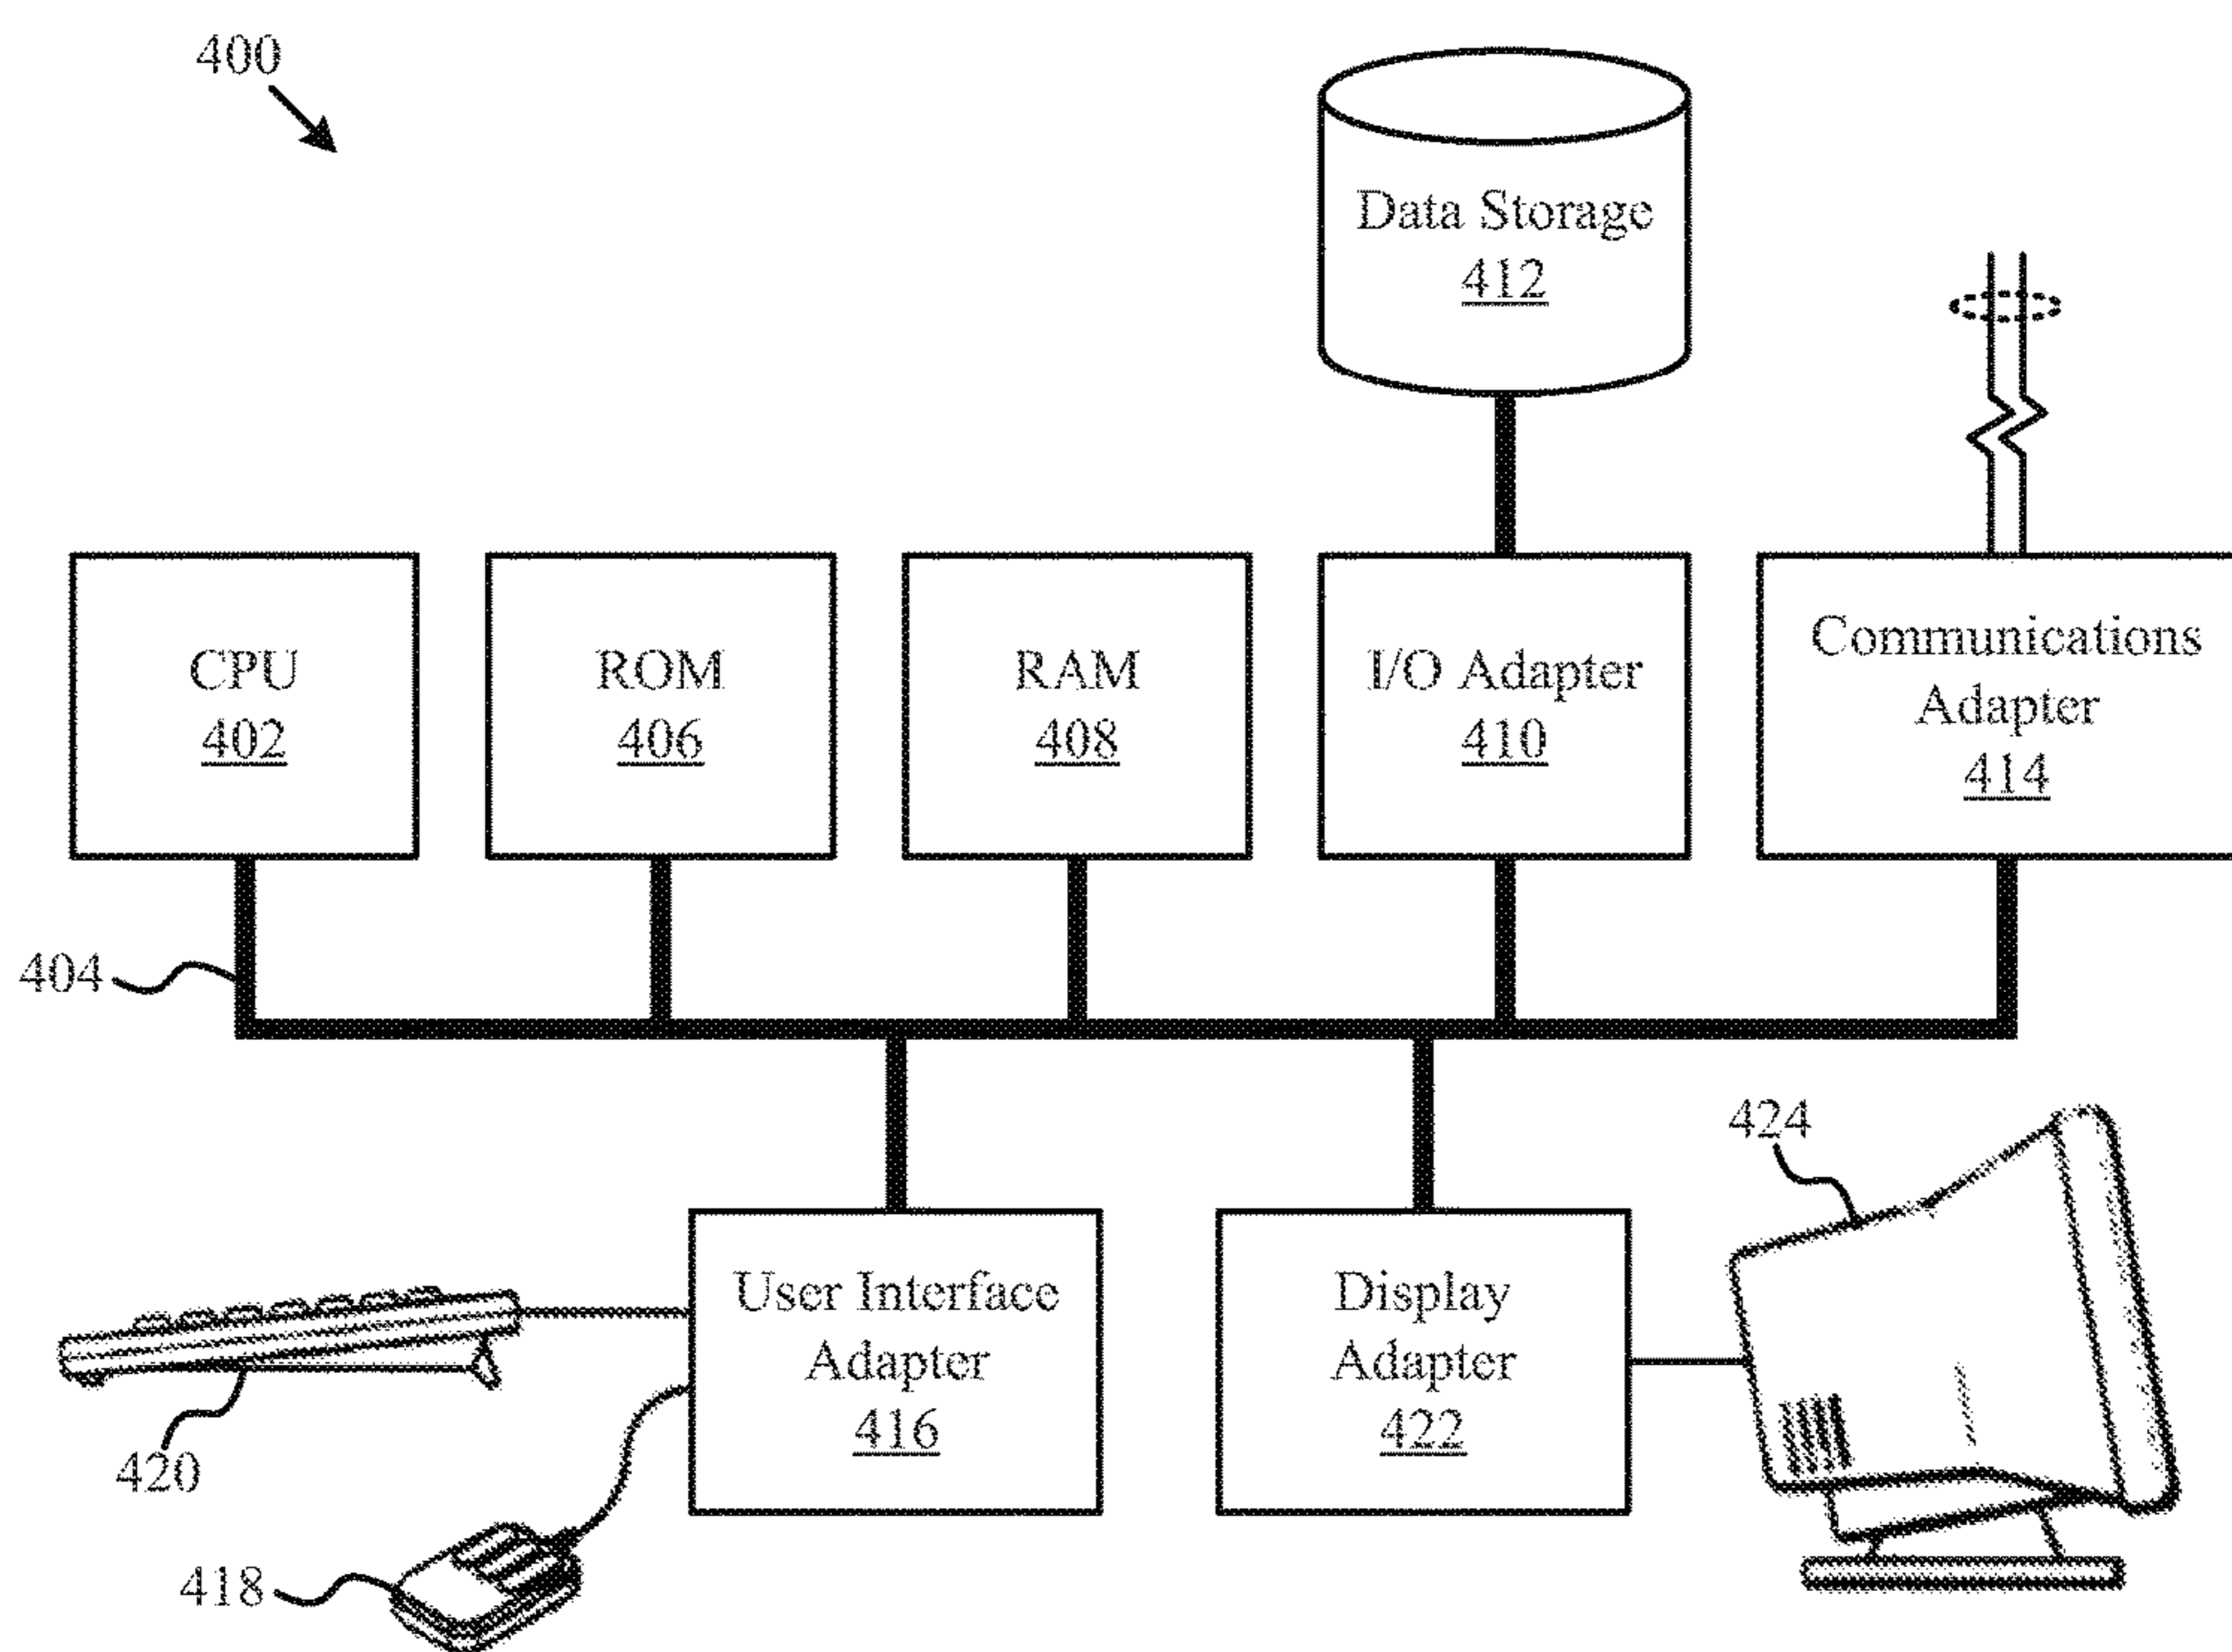 400
Data Storage
412
CPU
402
ROM
406
RAM
408
I/O Adapter
410
Communications
Adapter
414
404
424
User Interface
Adapter
416
Display
Adapter
422
420
418